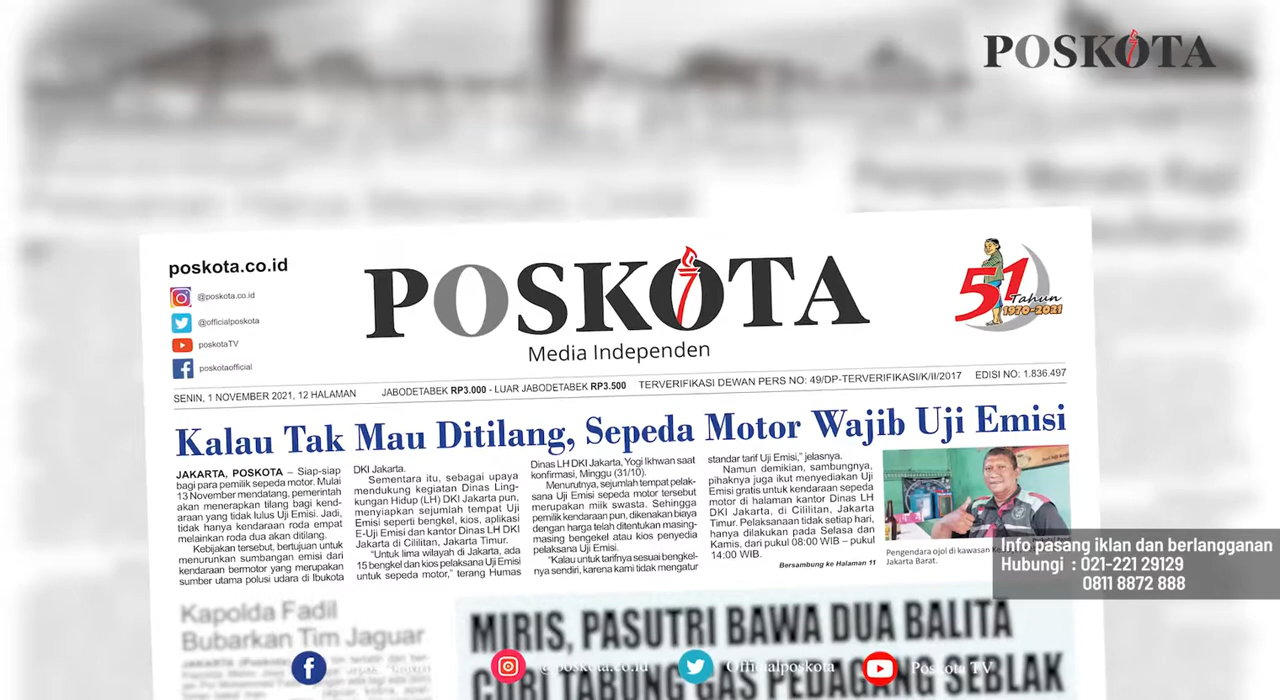 POSKOTA
poskota.co.id
@poskota.co.id
@officialposkota
poskotaTV
poskotaofficial
POSKOTA
Media Independen
51
Tahun
1970-2021
SENIN, 1 NOVEMBER 2021, 12 HALAMAN
JABODETABEK RP3.000 - LUAR JABODETABEK RP3.500
TERVERIFIKASI DEWAN PERS NO: 49/DP-TERVERIFIKASI/K/II/2017
EDISI NO: 1.836.497
Kalau Tak Mau Ditilang, Sepeda Motor Wajib Uji Emisi
JAKARTA, POSKOTA – Siap-siap
bagi para pemilik sepeda motor. Mulai
13 November mendatang, pemerintah
akan menerapkan tilang bagi kend-
araan yang tidak lulus Uji Emisi. Jadi,
tidak hanya kendaraan roda empat
melainkan roda dua akan ditilang.
Kebijakan tersebut, bertujuan untuk
menurunkan sumbangan emisi dari
kendaraan bermotor yang merupakan
sumber utama polusi udara di Ibukota
DKI Jakarta.
Sementara itu, sebagai upaya
mendukung kegiatan Dinas Ling-
kungan Hidup (LH) DKI Jakarta pun,
menyiapkan sejumlah tempat Uji
Emisi seperti bengkel, kios, aplikasi
E-Uji Emisi dan kantor Dinas LH DKI
Jakarta di Cililitan, Jakarta Timur.
“Untuk lima wilayah di Jakarta, ada
15 bengkel dan kios pelaksana Uji Emisi
untuk sepeda motor,” terang Humas
Dinas LH DKI Jakarta, Yogi Ikhwan saat
konfirmasi, Minggu (31/10).
Menurutnya, sejumlah tempat pelak-
sana Uji Emisi sepeda motor tersebut
merupakan milk swasta. Sehingga
pemilik kendaraan pun, dikenakan biaya
dengan harga telah ditentukan masing-
masing bengkel atau kios penyedia
pelaksana Uji Emisi.
“Kalau untuk tarifnya sesuai bengkel-
nya sendiri, karena kami tidak mengatur
standar tarif Uji Emisi,” jelasnya.
Namun demikian, sambungnya,
pihaknya juga ikut menyediakan Uji
Emisi gratis untuk kendaraan sepeda
motor di halaman kantor Dinas LH
DKI Jakarta, di Cililitan, Jakarta
Timur. Pelaksanaan tidak setiap hari,
hanya dilakukan pada Selasa dan
Kamis, dari pukul 08:00 WIB – pukul
14:00 WIB.
Bersambung ke Halaman 11
Pengendara ojol di kawasan
Jakarta Barat.
Info pasang iklan dan berlangganan
Hubungi : 021-221 29129
0811 8872 888
Kapolda Fadil
Bubarkan Tim Jaguar
MIRIS, PASUTRI BAWA DUA BALITA
CURI TABUNG GAS PEDAGANG SEBLAK
@poskota.co.id
Officialposkota
Poskota TV